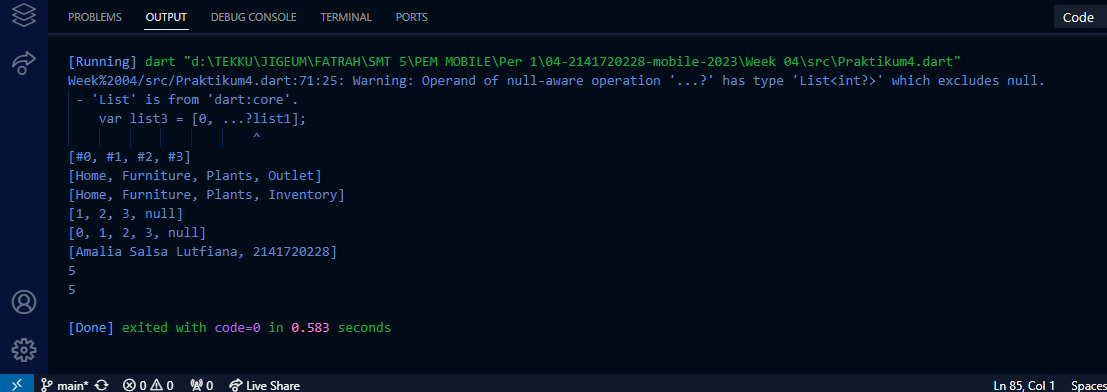 PROBLEMS OUTPUT DEBUG CONSOLE TERMINAL PORTS Code
[Running] dart "d:\TEKKU\JIGEUM\FATRAH\SMT 5\PEM MOBILE\Per 1\04-2141720228-mobile-2023\Week 04\src\Praktikum4.dart"
Week%2004/src/Praktikum4.dart:71:25: Warning: Operand of null-aware operation '...?' has type 'List<int?>' which excludes null.
- 'List' is from 'dart:core'.
var list3 = [0, ...?list1];
^
[#0, #1, #2, #3]
[Home, Furniture, Plants, Outlet]
[Home, Furniture, Plants, Inventory]
[1, 2, 3, null]
[0, 1, 2, 3, null]
[Amalia Salsa Lutfiana, 2141720228]
5
5
[Done] exited with code=0 in 0.583 seconds
main* 0 0 0 Live Share Ln 85, Col 1 Spaces